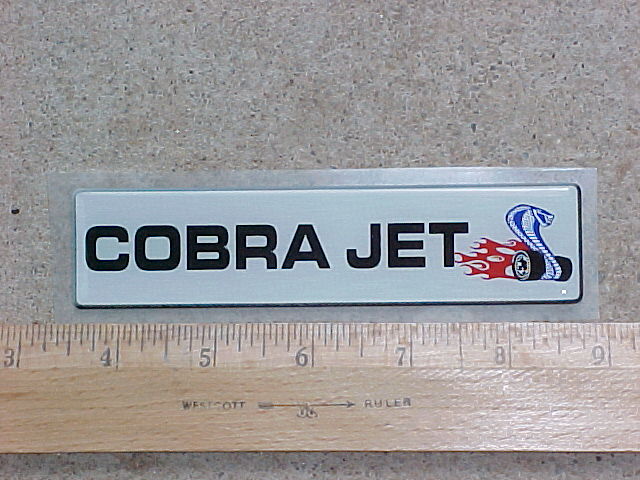 COBRA JET
3 4 5 6 7 8 9
WESTCOTT RULER